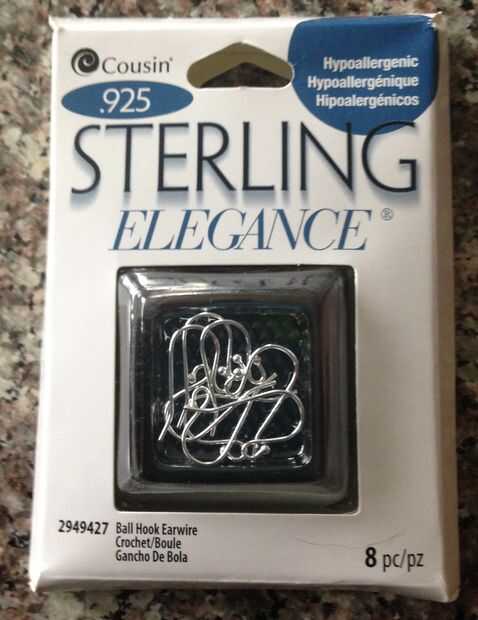 Cousin®
Hypoallergenic
Hypoallergénique
Hipoalergénicos
.925
STERLING
ELEGANCE®
2949427 Ball Hook Earwire
Crochet/Boule
Gancho De Bola
8 pc/pz